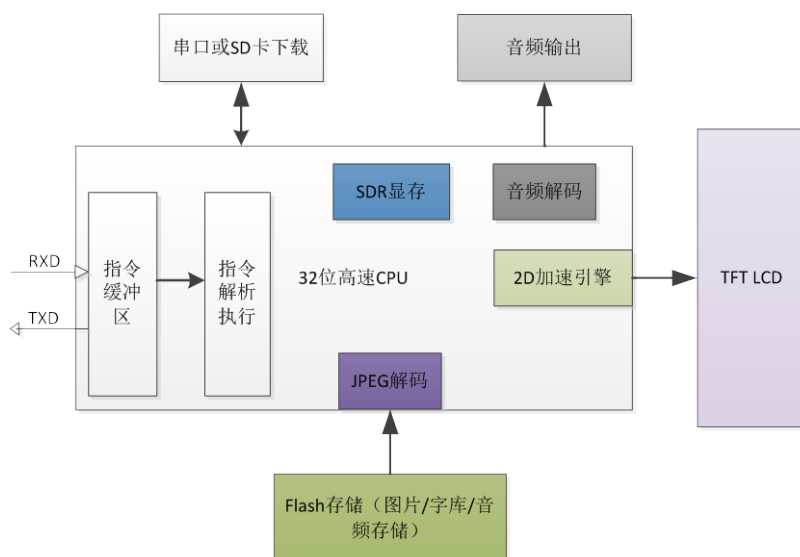 串口或SD卡下载
音频输出
SDR显存
音频解码
RXD
TXD
指令
缓冲
区
指令
解析
执行
32位高速CPU
2D加速引擎
TFT LCD
JPEG解码
Flash存储（图片/字库/音
频存储）